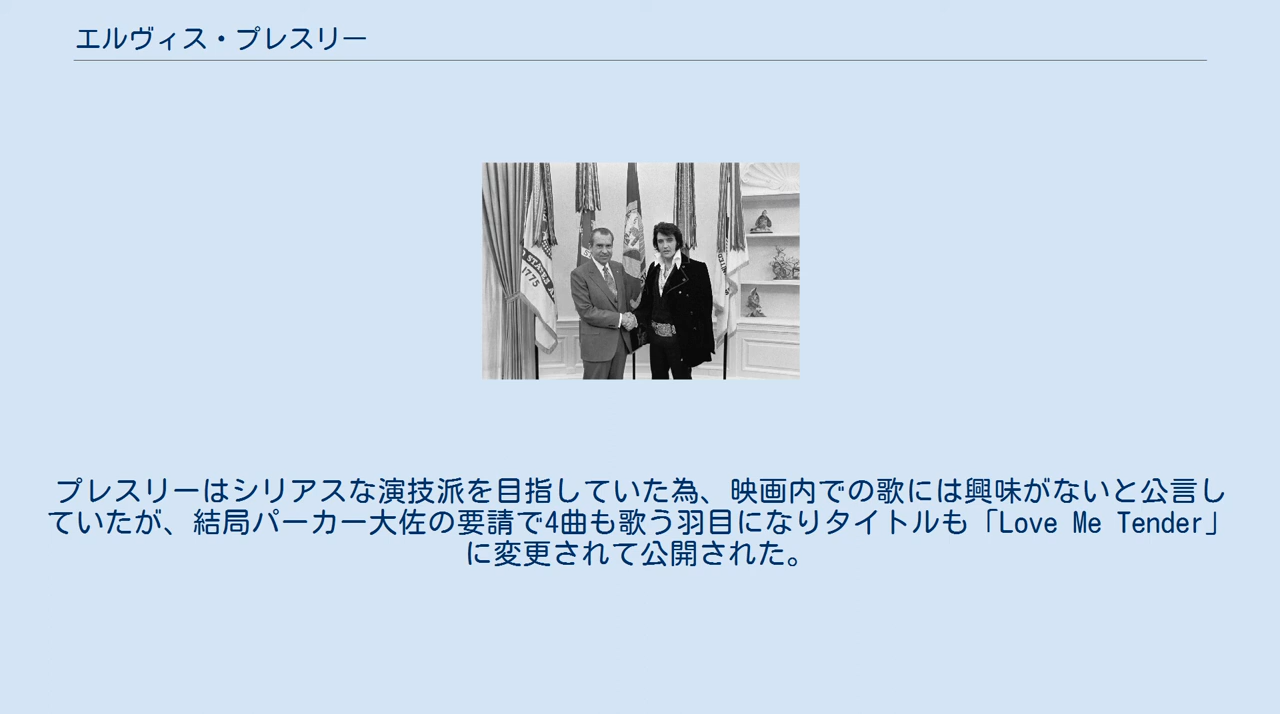 エルヴィス・プレスリー
STATES
1775
プレスリーはシリアスな演技派を目指していた為、映画内での歌には興味がないと公言し
ていたが、結局パーカー大佐の要請で4曲も歌う羽目になりタイトルも「Love Me Tender」
に変更されて公開された。